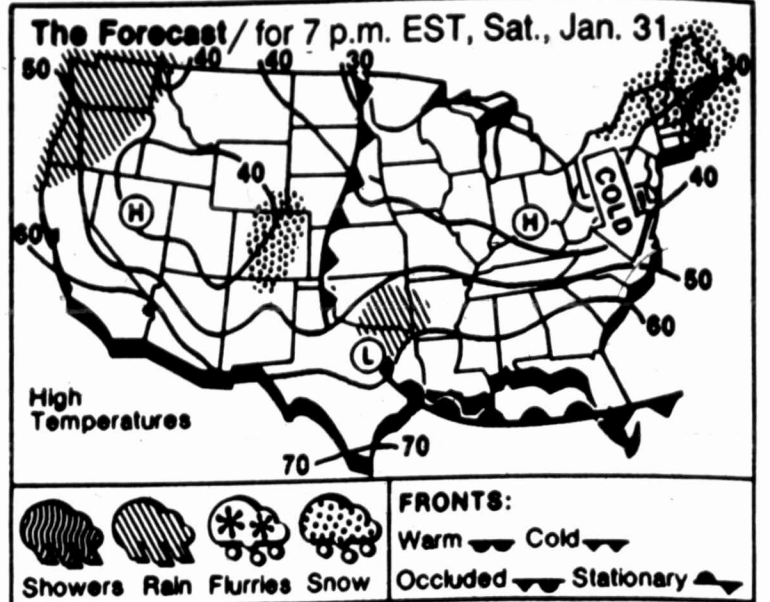 The Forecast / for 7 p.m. EST, Sat., Jan. 31
50 40 40 30 30
40
H
COLD
40
H
60
50
60
L
High
Temperatures
70
70
FRONTS:
Warm Cold
Showers Rain Flurries Snow
Occluded Stationary